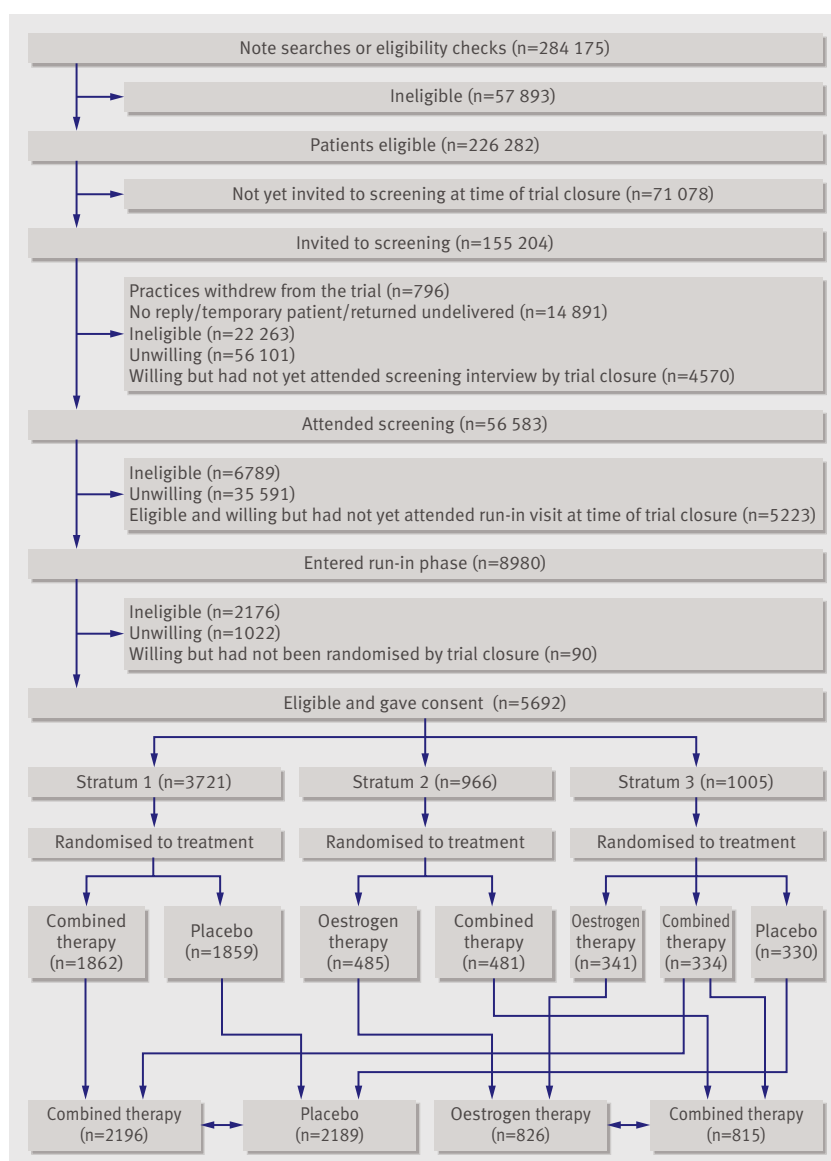 Note searches or eligibility checks (n=284 175)
Ineligible (n=57 893)
Patients eligible (n=226 282)
Not yet invited to screening at time of trial closure (n=71 078)
Invited to screening (n=155 204)
Practices withdrew from the trial (n=796)
No reply/temporary patient/returned undelivered (n=14 891)
Ineligible (n=22 263)
Unwilling (n=56 101)
Willing but had not yet attended screening interview by trial closure (n=4570)
Attended screening (n=56 583)
Ineligible (n=6789)
Unwilling (n=35 591)
Eligible and willing but had not yet attended run-in visit at time of trial closure (n=5223)
Entered run-in phase (n=8980)
Ineligible (n=2176)
Unwilling (n=1022)
Willing but had not been randomised by trial closure (n=90)
Eligible and gave consent (n=5692)
Stratum 1 (n=3721)
Stratum 2 (n=966)
Stratum 3 (n=1005)
Randomised to treatment
Randomised to treatment
Randomised to treatment
Combined
therapy
(n=1862)
Placebo
(n=1859)
Oestrogen
therapy
(n=485)
Combined
therapy
(n=481)
Oestrogen
therapy
(n=341)
Combined
therapy
(n=334)
Placebo
(n=330)
Combined therapy
(n=2196)
Placebo
(n=2189)
Oestrogen therapy
(n=826)
Combined therapy
(n=815)